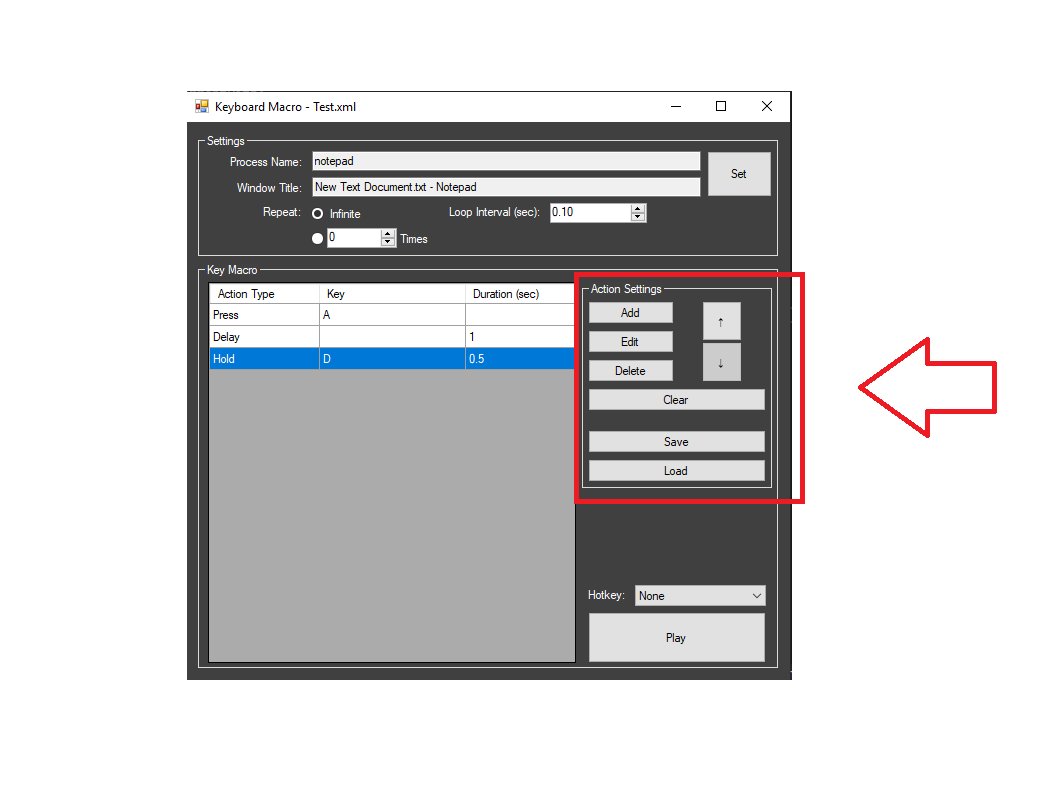 Keyboard Macro - Test.xml
Settings
Process Name: notepad
Set
Window Title: New Text Document.txt - Notepad
Repeat: Infinite Loop Interval (sec): 0.10
0 Times
Key Macro
Action Type Key Duration (sec)
Press A
Delay 1
Hold D 0.5
Action Settings
Add ↑
Edit
Delete ↓
Clear
Save
Load
Hotkey: None
Play